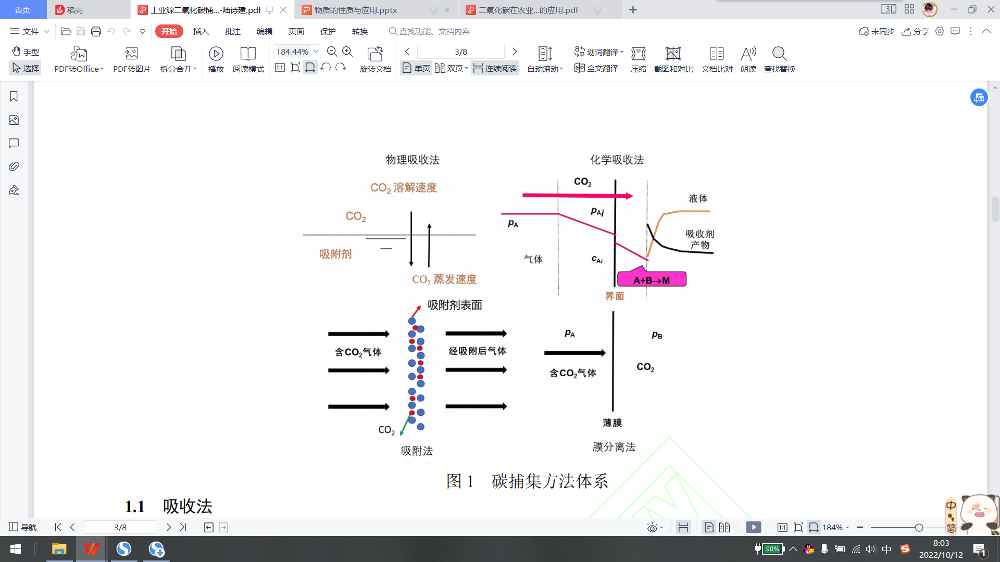 首页
稻壳
工业源二氧化碳捕...-陆诗建.pdf
物质的性质与应用.pptx
二氧化碳在农业...的应用.pdf
文件
开始
插入
批注
编辑
页面
保护
转换
查找功能、文档内容
未同步
分享
手型
选择
PDF转Office
PDF转图片
拆分合并
播放
阅读模式
184.44%
旋转文档
3/8
单页
双页
连续阅读
自动滚动
划词翻译
全文翻译
压缩
截图和对比
文档比对
朗读
查找替换
物理吸收法
CO₂ 溶解速度
CO₂
吸附剂
CO₂ 蒸发速度
化学吸收法
CO₂
pAi
pA
液体
吸收剂
产物
气体
cAi
A+B→M
界面
吸附剂表面
含CO₂气体
经吸附后气体
CO₂
吸附法
pA
pB
含CO₂气体
CO₂
薄膜
膜分离法
图 1 碳捕集方法体系
1.1 吸收法
导航
3/8
184%
中
简
90%
中
8:03
2022/10/12
1